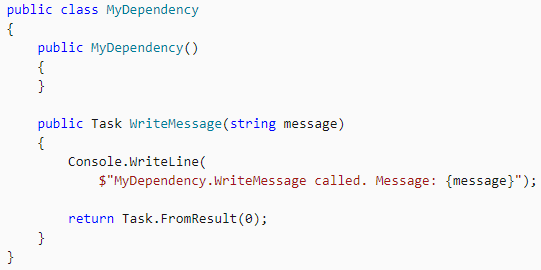 public class MyDependency
{
    public MyDependency()
    {
    }

    public Task WriteMessage(string message)
    {
        Console.WriteLine(
            $"MyDependency.WriteMessage called. Message: {message}");

        return Task.FromResult(0);
    }
}